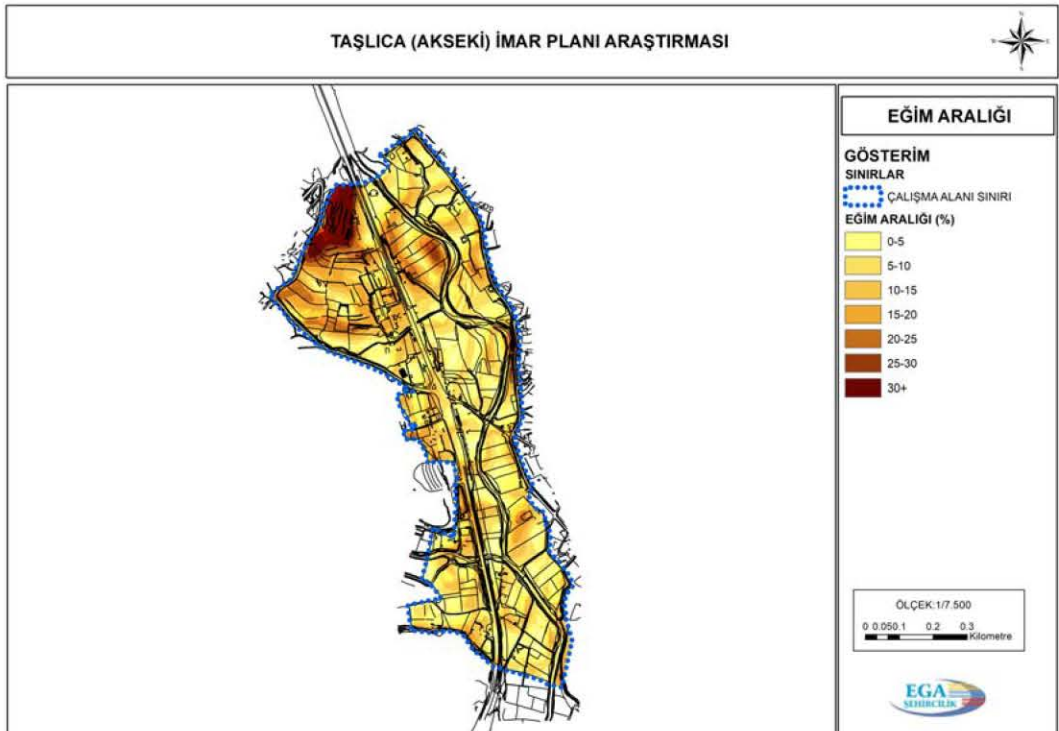 TAŞLICA (AKSEKİ) İMAR PLANI ARAŞTIRMASI
EĞİM ARALIĞI
GÖSTERİM
SINIRLAR
ÇALIŞMA ALANI SINIRI
EĞİM ARALIĞI (%)
0-5
5-10
10-15
15-20
20-25
25-30
30+
ÖLÇEK:1/7.500
0 0.050.1 0.2 0.3
Kilometre
EGA
ŞEHİRCİLİK